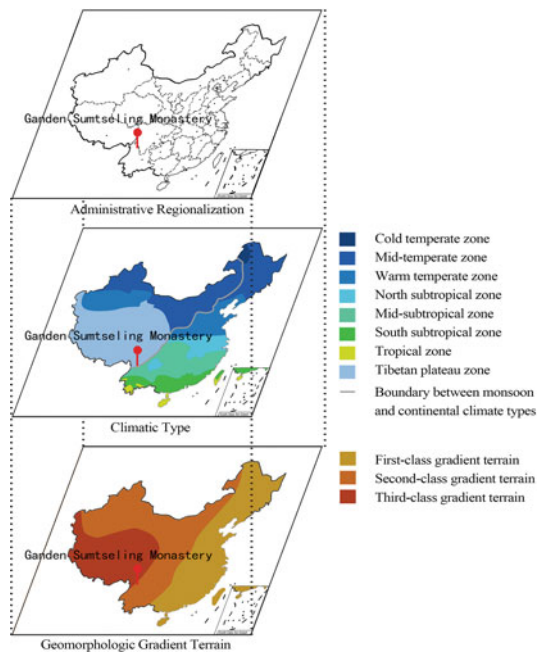 Ganden Sumtseling Monastery
Administrative Regionalization
Cold temperate zone
Mid-temperate zone
Warm temperate zone
North subtropical zone
Mid-subtropical zone
South subtropical zone
Tropical zone
Tibetan plateau zone
Boundary between monsoon
and continental climate types
Ganden Sumtseling Monastery
Climatic Type
First-class gradient terrain
Second-class gradient terrain
Third-class gradient terrain
Ganden Sumtseling Monastery
Geomorphologic Gradient Terrain